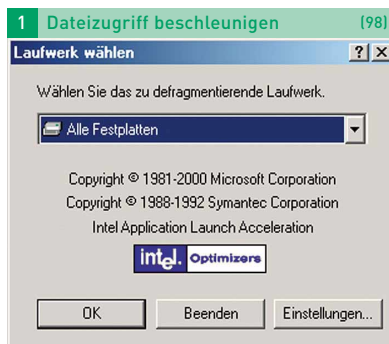 1 Dateizugriff beschleunigen (98)
Laufwerk wählen
Wählen Sie das zu defragmentierende Laufwerk.
Alle Festplatten
Copyright © 1981-2000 Microsoft Corporation
Copyright © 1988-1992 Symantec Corporation
Intel Application Launch Acceleration
intel. Optimizers
OK Beenden Einstellungen...